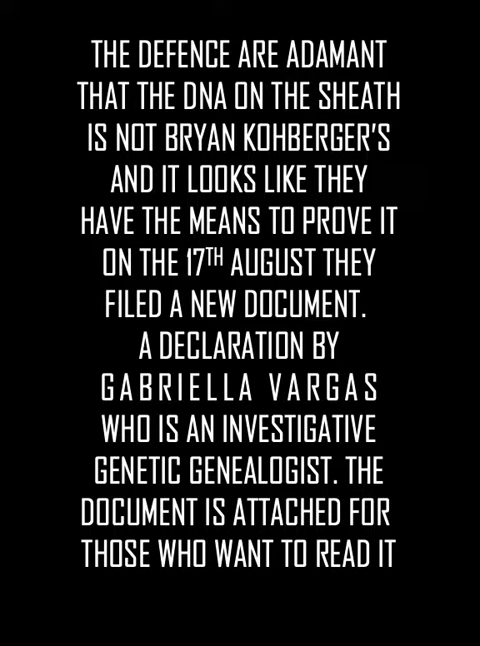 THE DEFENCE ARE ADAMANT
THAT THE DNA ON THE SHEATH
IS NOT BRYAN KOHBERGER'S
AND IT LOOKS LIKE THEY
HAVE THE MEANS TO PROVE IT
ON THE 17TH AUGUST THEY
FILED A NEW DOCUMENT.
A DECLARATION BY
GABRIELLA VARGAS
WHO IS AN INVESTIGATIVE
GENETIC GENEALOGIST. THE
DOCUMENT IS ATTACHED FOR
THOSE WHO WANT TO READ IT